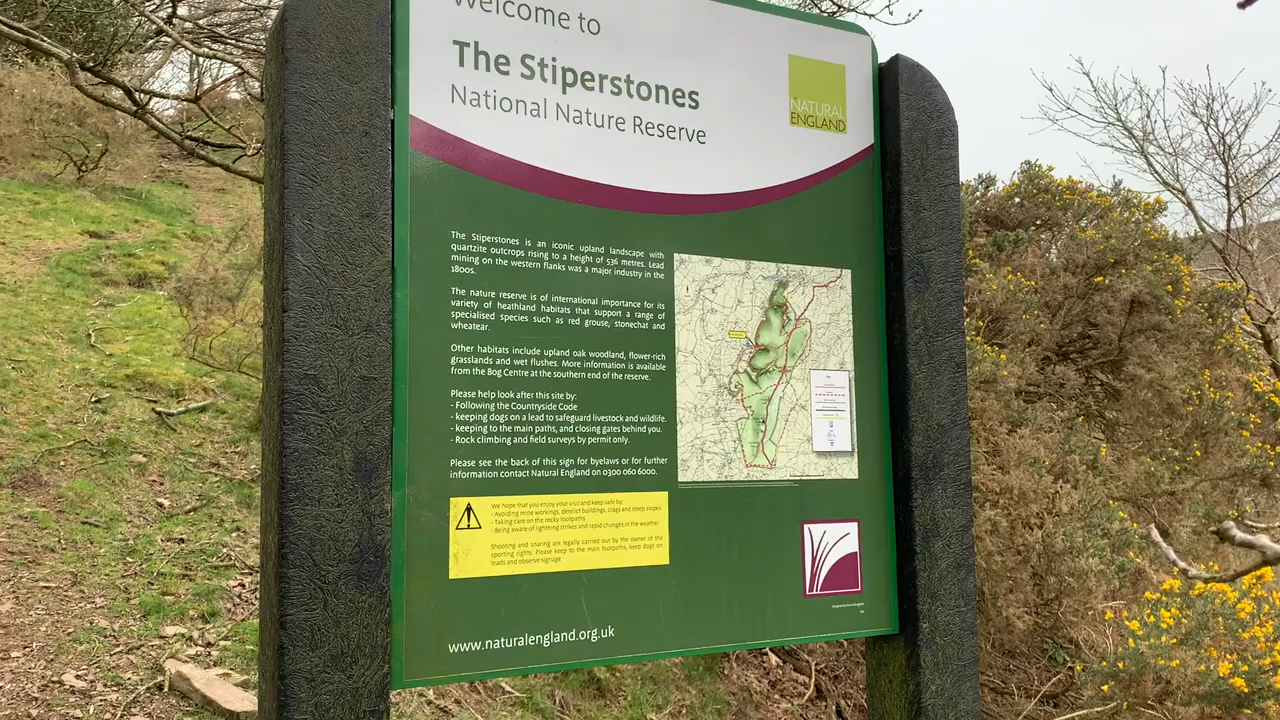 Welcome to
The Stiperstones
National Nature Reserve
NATURAL
ENGLAND
The Stiperstones is an iconic upland landscape with
quartzite outcrops rising to a height of 536 metres. Lead
mining on the western flanks was a major industry in the
1800s.
The nature reserve is of international importance for its
variety of heathland habitats that support a range of
specialised species such as red grouse, stonechat and
wheatear.
Other habitats include upland oak woodland, flower-rich
grasslands and wet flushes. More information is available
from the Bog Centre at the southern end of the reserve.
Please help look after this site by:
- Following the Countryside Code
- keeping dogs on a lead to safeguard livestock and wildlife.
- keeping to the main paths, and closing gates behind you.
- Rock climbing and field surveys by permit only.
Please see the back of this sign for byelaws or for further
information contact Natural England on 0300 060 6000.
We hope that you enjoy your visit and keep safe by:
- Avoiding mine workings, derelict buildings, crags and steep slopes
- Taking care on the rocky footpaths
- Being aware of lightning strikes and rapid changes in the weather
Shooting and snaring are legally carried out by the owner of the
sporting rights. Please keep to the main footpaths, keep dogs on
leads and observe signage
www.naturalengland.org.uk